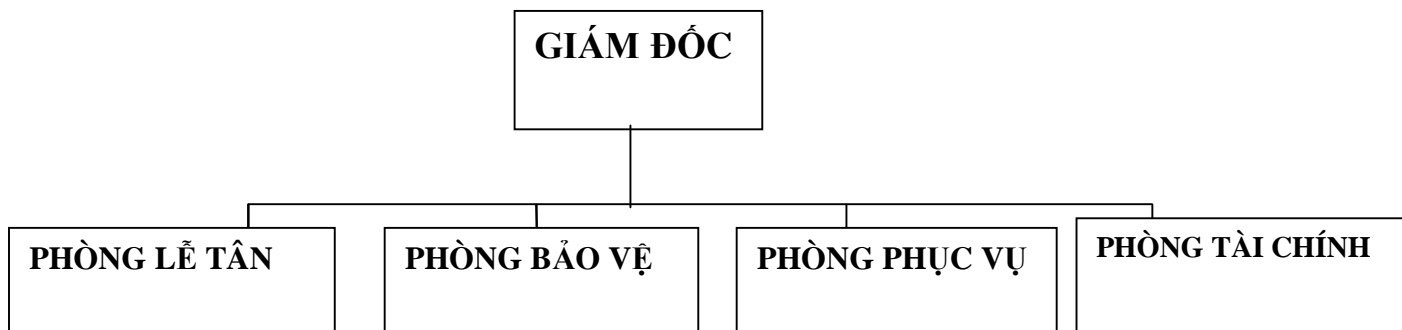 GIÁM ĐỐC
PHÒNG LỄ TÂN
PHÒNG BẢO VỆ
PHÒNG PHỤC VỤ
PHÒNG TÀI CHÍNH